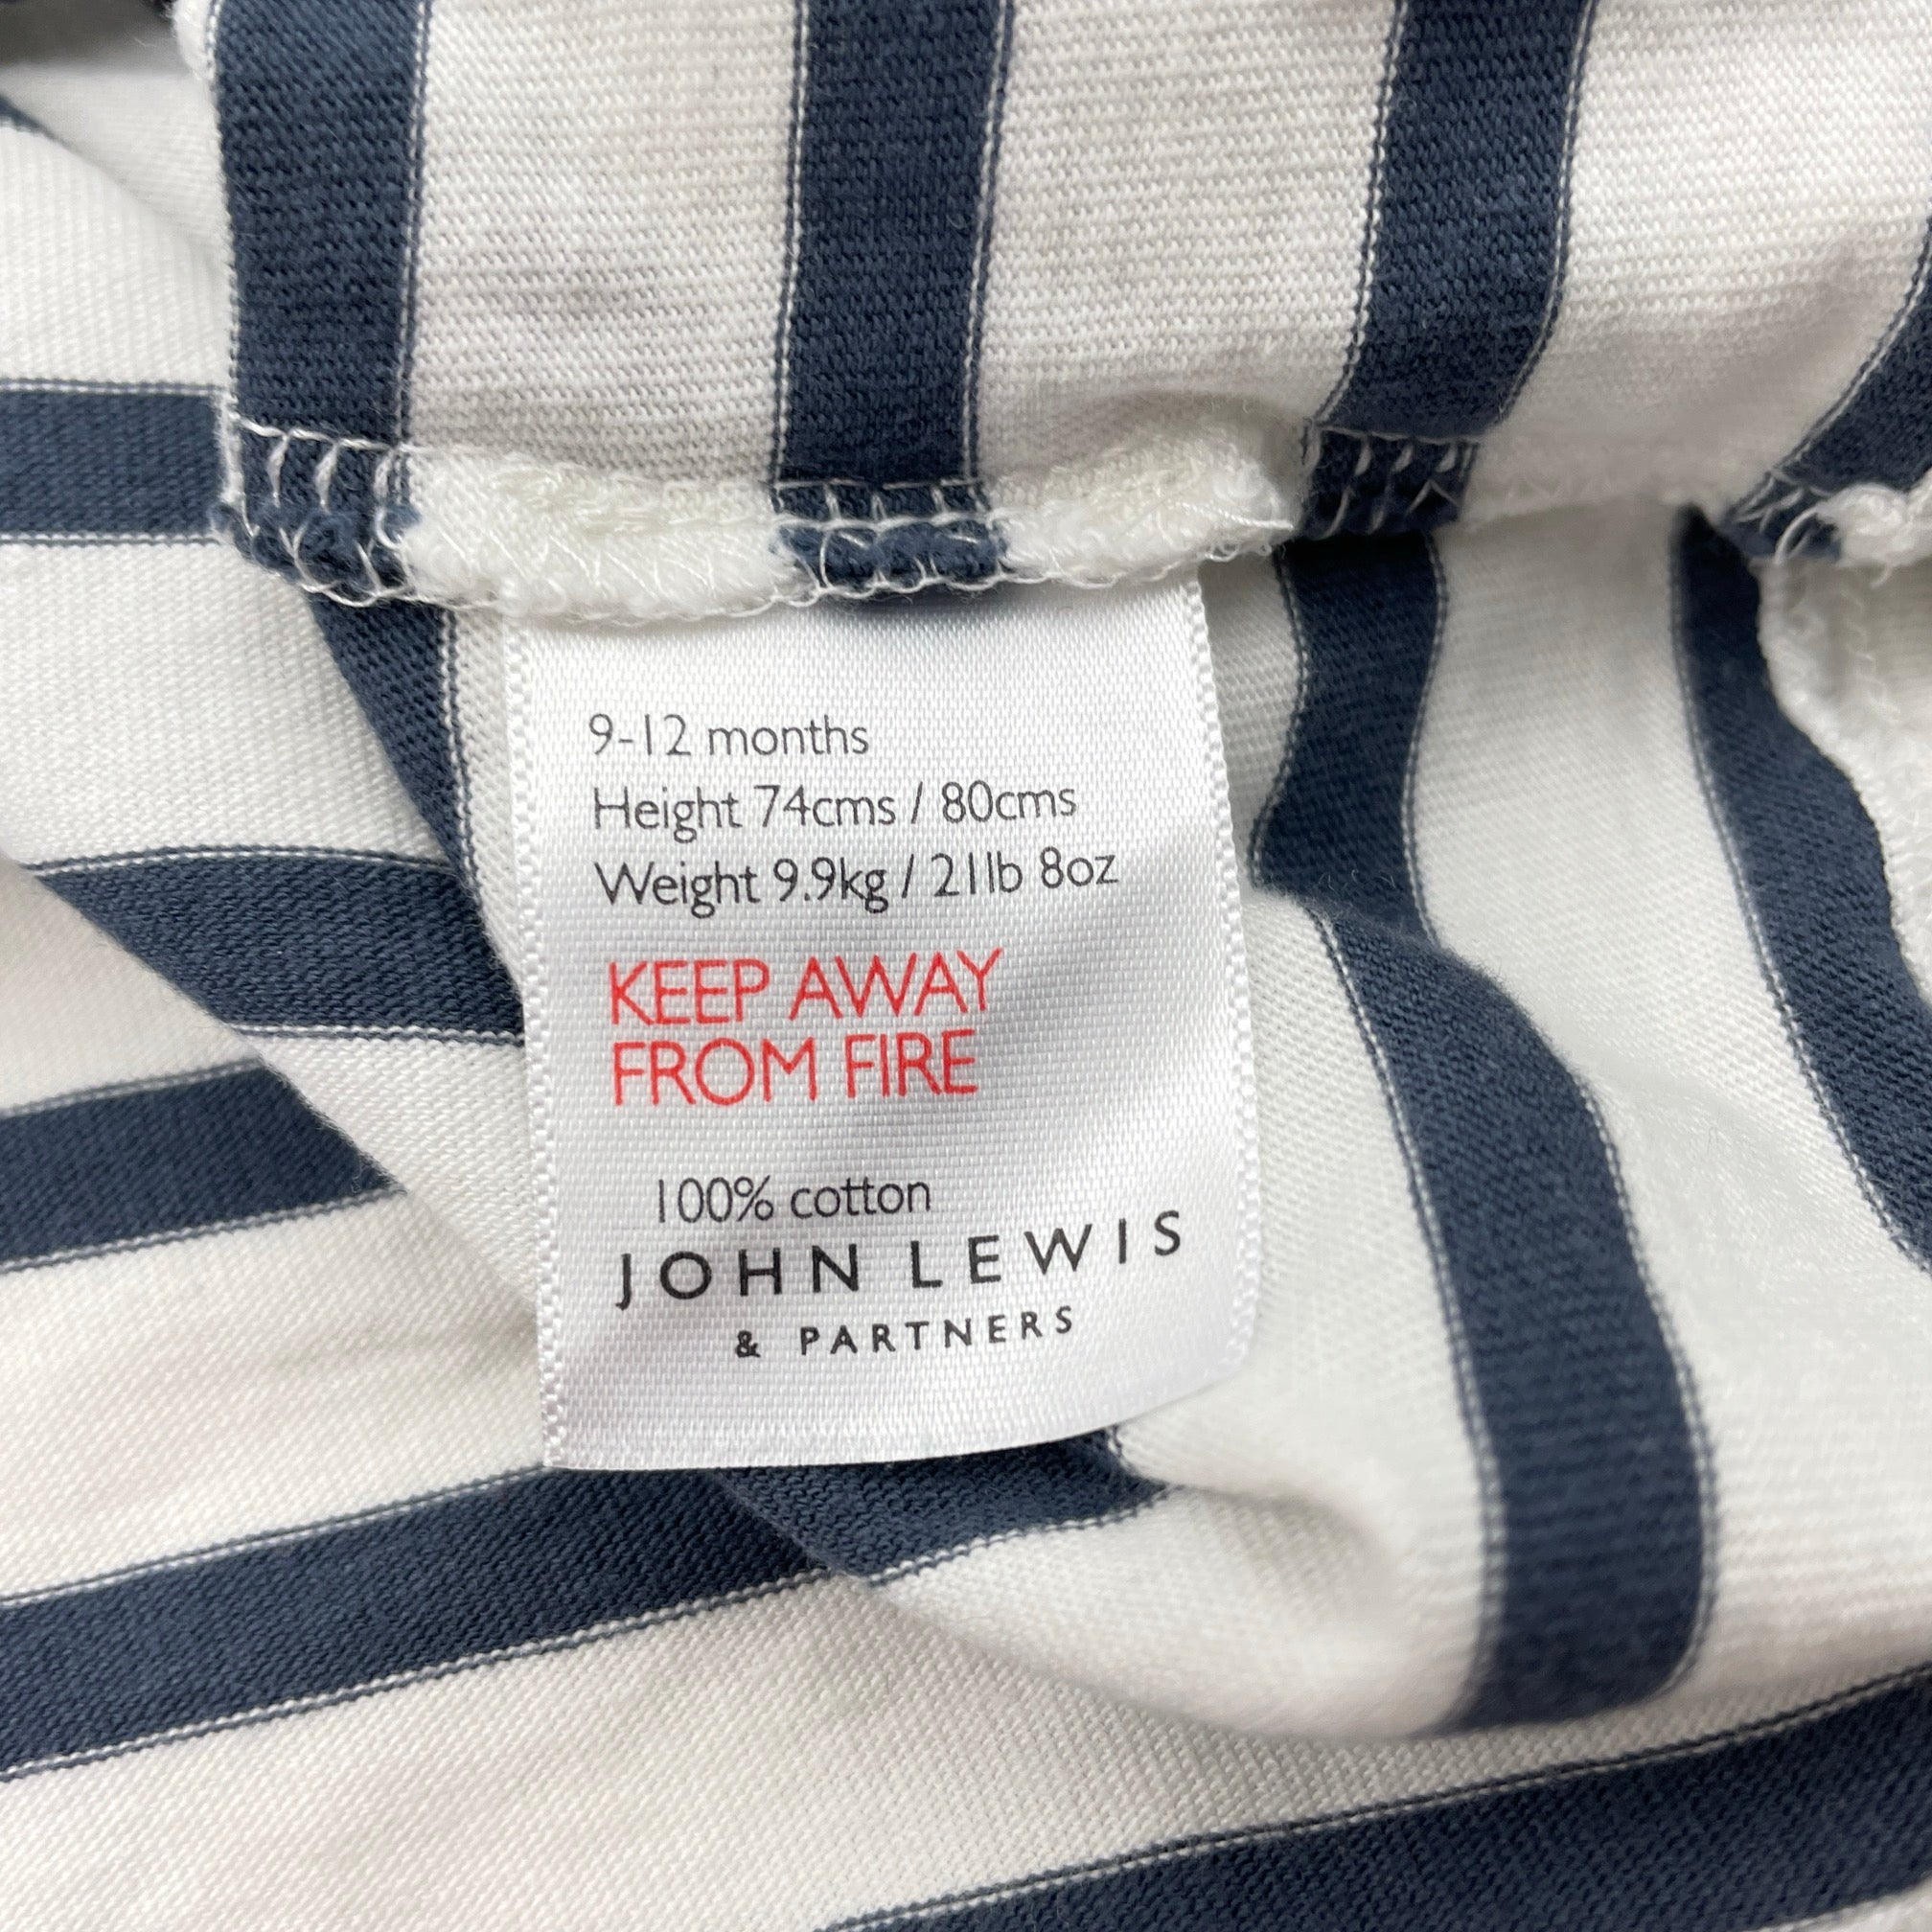 9-12 months
Height 74cms / 80cms
Weight 9.9kg / 21lb 8oz
KEEP AWAY
FROM FIRE
100% cotton
JOHN LEWIS
& PARTNERS